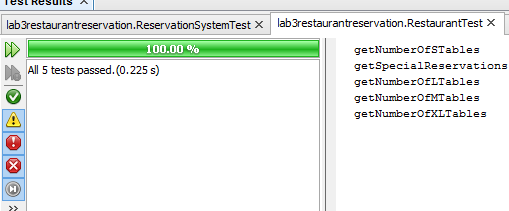 Test Results
lab3restaurantreservation.ReservationSystemTest
lab3restaurantreservation.RestaurantTest
100.00 %
All 5 tests passed.(0.225 s)
getNumberOfSTables
getSpecialReservations
getNumberOfLTables
getNumberOfMTables
getNumberOfXLTables